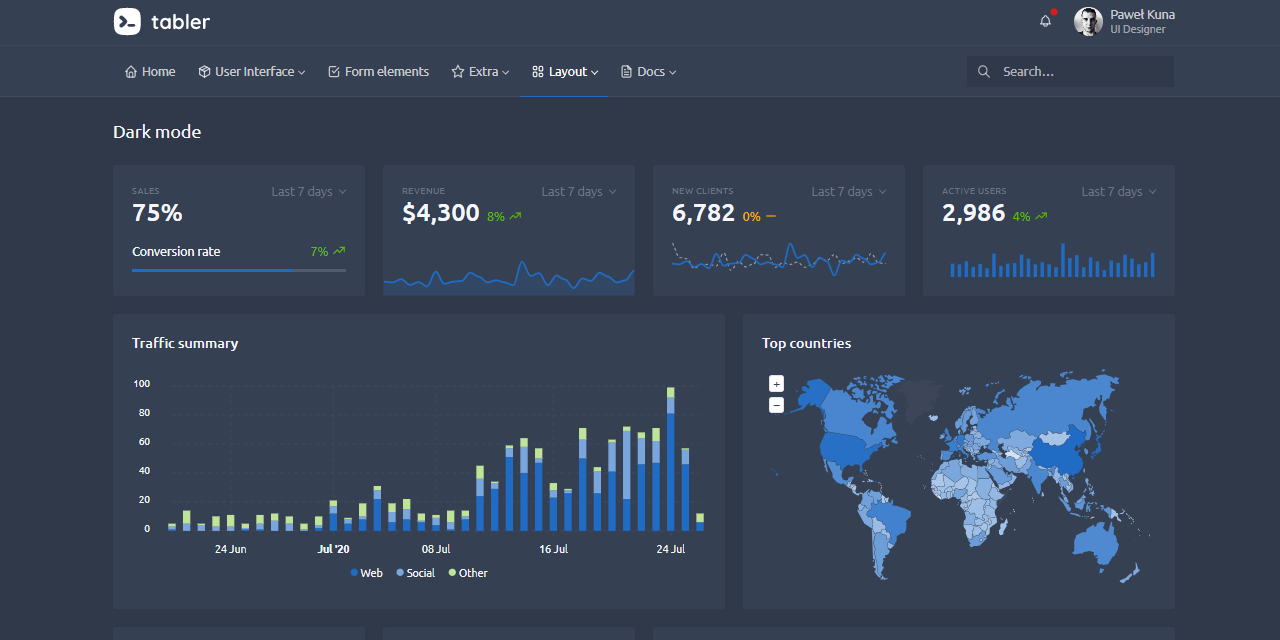 tabler
Paweł Kuna
UI Designer
Home User Interface Form elements Extra Layout Docs Search...
Dark mode
SALES Last 7 days
75%
Conversion rate 7%
REVENUE Last 7 days
$4,300 8%
NEW CLIENTS Last 7 days
6,782 0%
ACTIVE USERS Last 7 days
2,986 4%
Traffic summary
100
80
60
40
20
0
24 Jun Jul '20 08 Jul 16 Jul 24 Jul
Web Social Other
Top countries
+
−